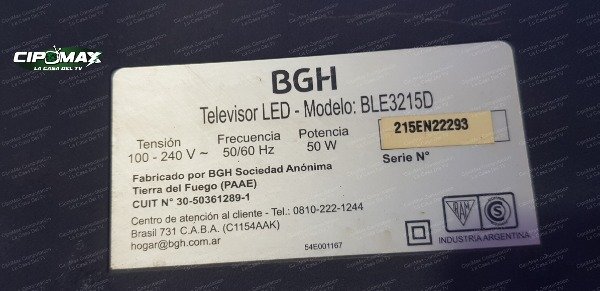 CIPOMAX
LA CASA DEL TV
BGH
Televisor LED - Modelo: BLE3215D
Tensión Frecuencia Potencia
100 - 240 V ~ 50/60 Hz 50 W
215EN22293
Serie N°
Fabricado por BGH Sociedad Anónima
Tierra del Fuego (PAAE)
CUIT N° 30-50361289-1
Centro de atención al cliente - Tel.: 0810-222-1244
Brasil 731 C.A.B.A. (C1154AAK)
hogar@bgh.com.ar
54E001167
IRAM
S
INDUSTRIA ARGENTINA